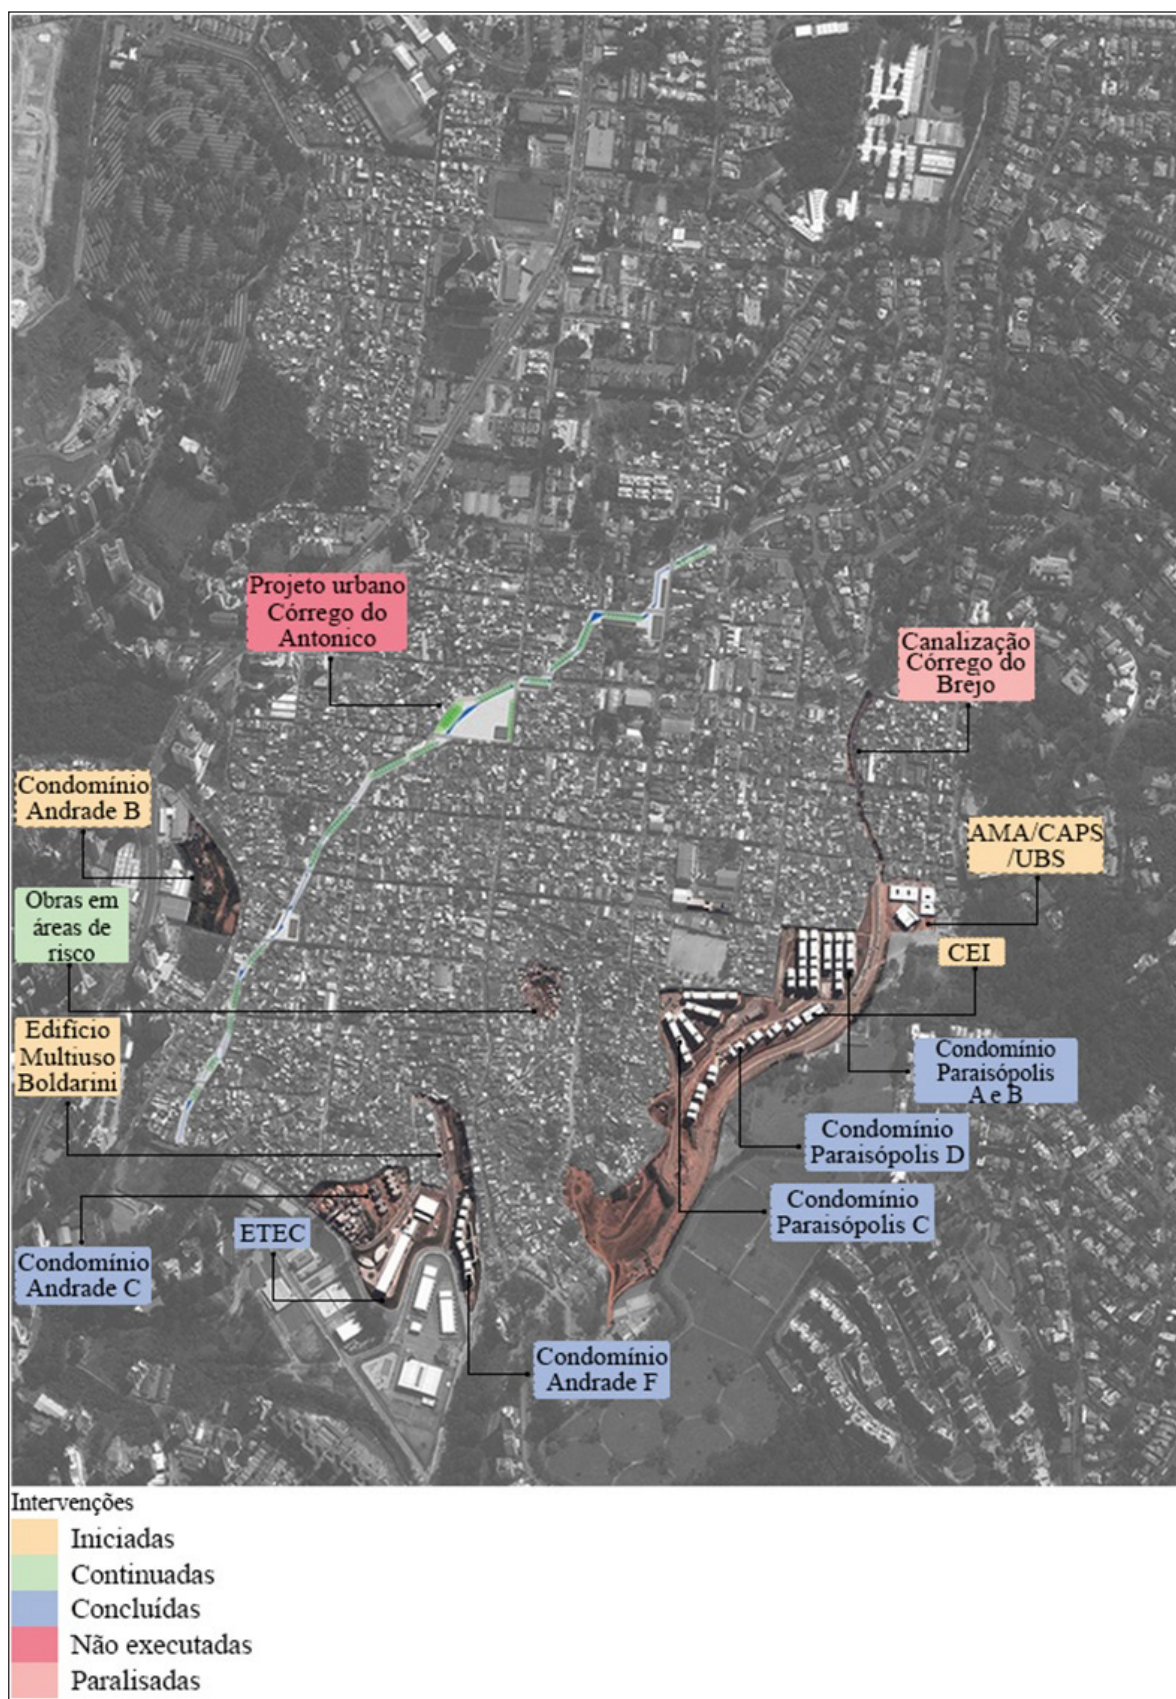 Projeto urbano
Córrego do
Antonico
Canalização
Córrego do
Brejo
Condomínio
Andrade B
AMA/CAPS
/UBS
Obras em
áreas de
risco
CEI
Edifício
Multiuso
Boldarini
Condomínio
Paraisópolis
A e B
Condomínio
Paraisópolis D
Condomínio
Paraisópolis C
ETEC
Condomínio
Andrade C
Condomínio
Andrade F
Intervenções
Iniciadas
Continuadas
Concluídas
Não executadas
Paralisadas